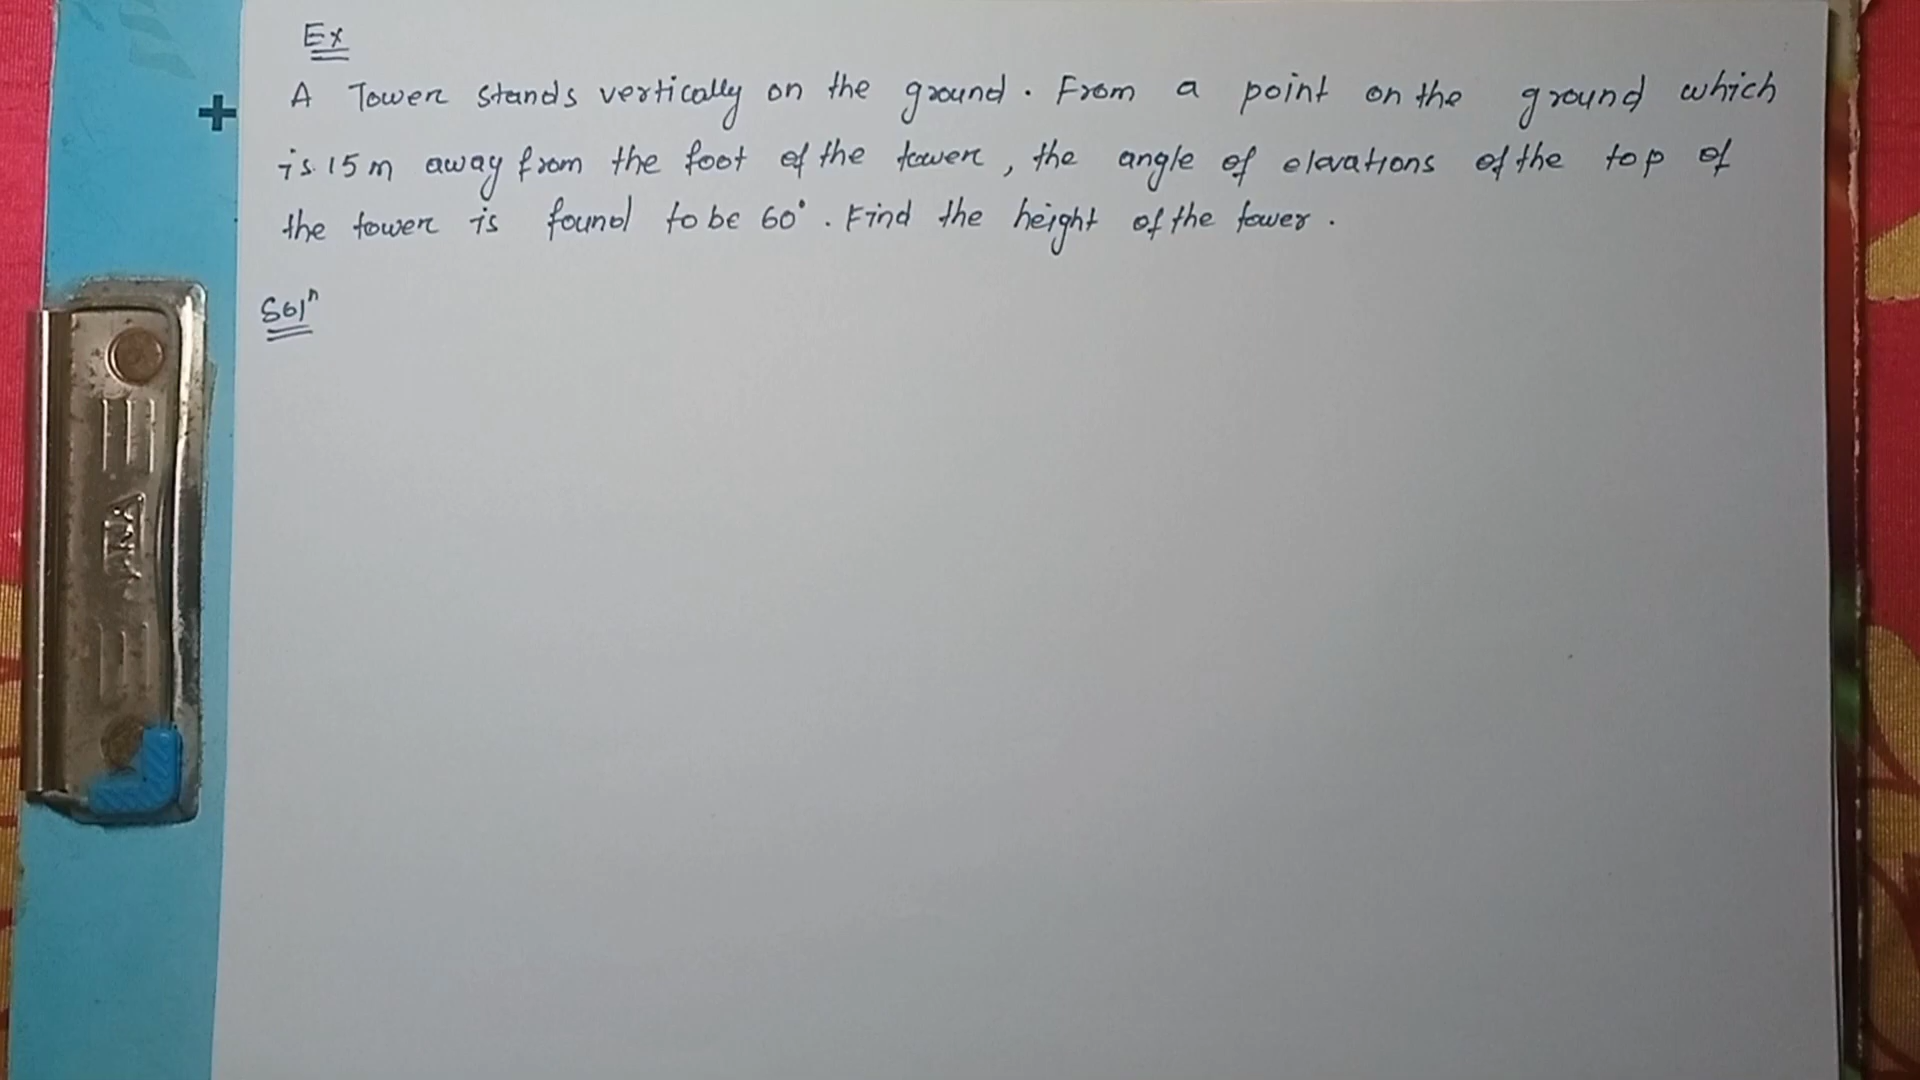 Ex
A Tower stands vertically on the ground. From a point on the ground which
is 15 m away from the foot of the tower, the angle of elevations of the top of
the tower is found to be 60°. Find the height of the tower.
Solⁿ